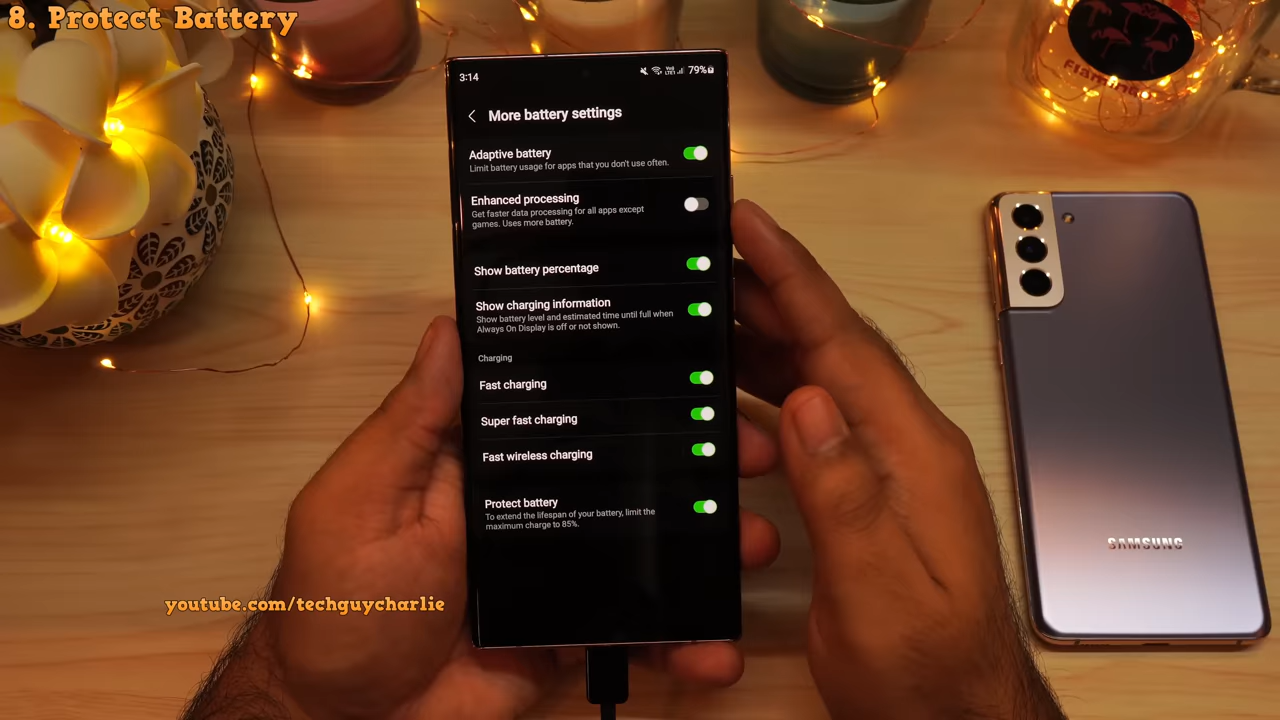 8. Protect Battery
3:14
79%
More battery settings
Adaptive battery
Limit battery usage for apps that you don't use often.
Enhanced processing
Get faster data processing for all apps except
games. Uses more battery.
Show battery percentage
Show charging information
Show battery level and estimated time until full when
Always On Display is off or not shown.
Charging
Fast charging
Super fast charging
Fast wireless charging
Protect battery
To extend the lifespan of your battery, limit the
maximum charge to 85%.
SAMSUNG
youtube.com/techguycharlie